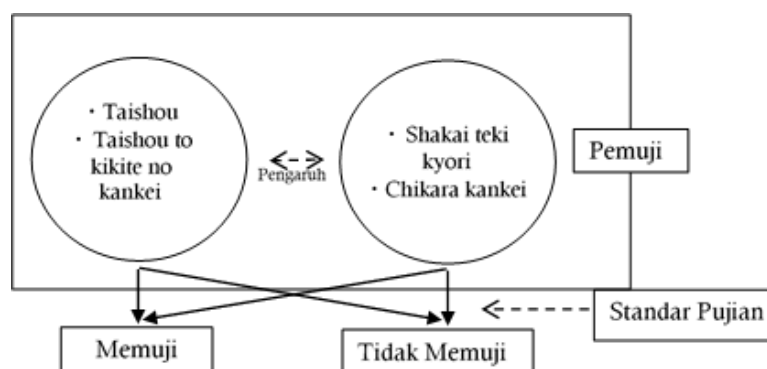 ・ Taishou
・ Taishou to
kikite no
kankei
Pengaruh
・ Shakai teki
kyori
・ Chikara kankei
Pemuji
Standar Pujian
Memuji
Tidak Memuji